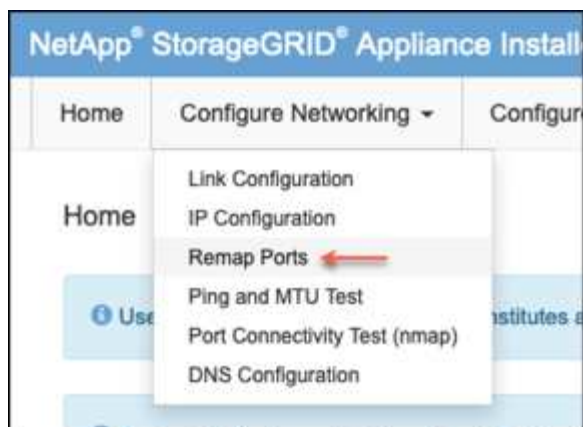 NetApp® StorageGRID® Appliance Install
Home Configure Networking Configur
Link Configuration
Home
IP Configuration
Remap Ports
Ping and MTU Test
Use
nstitutes a
Port Connectivity Test (nmap)
DNS Configuration